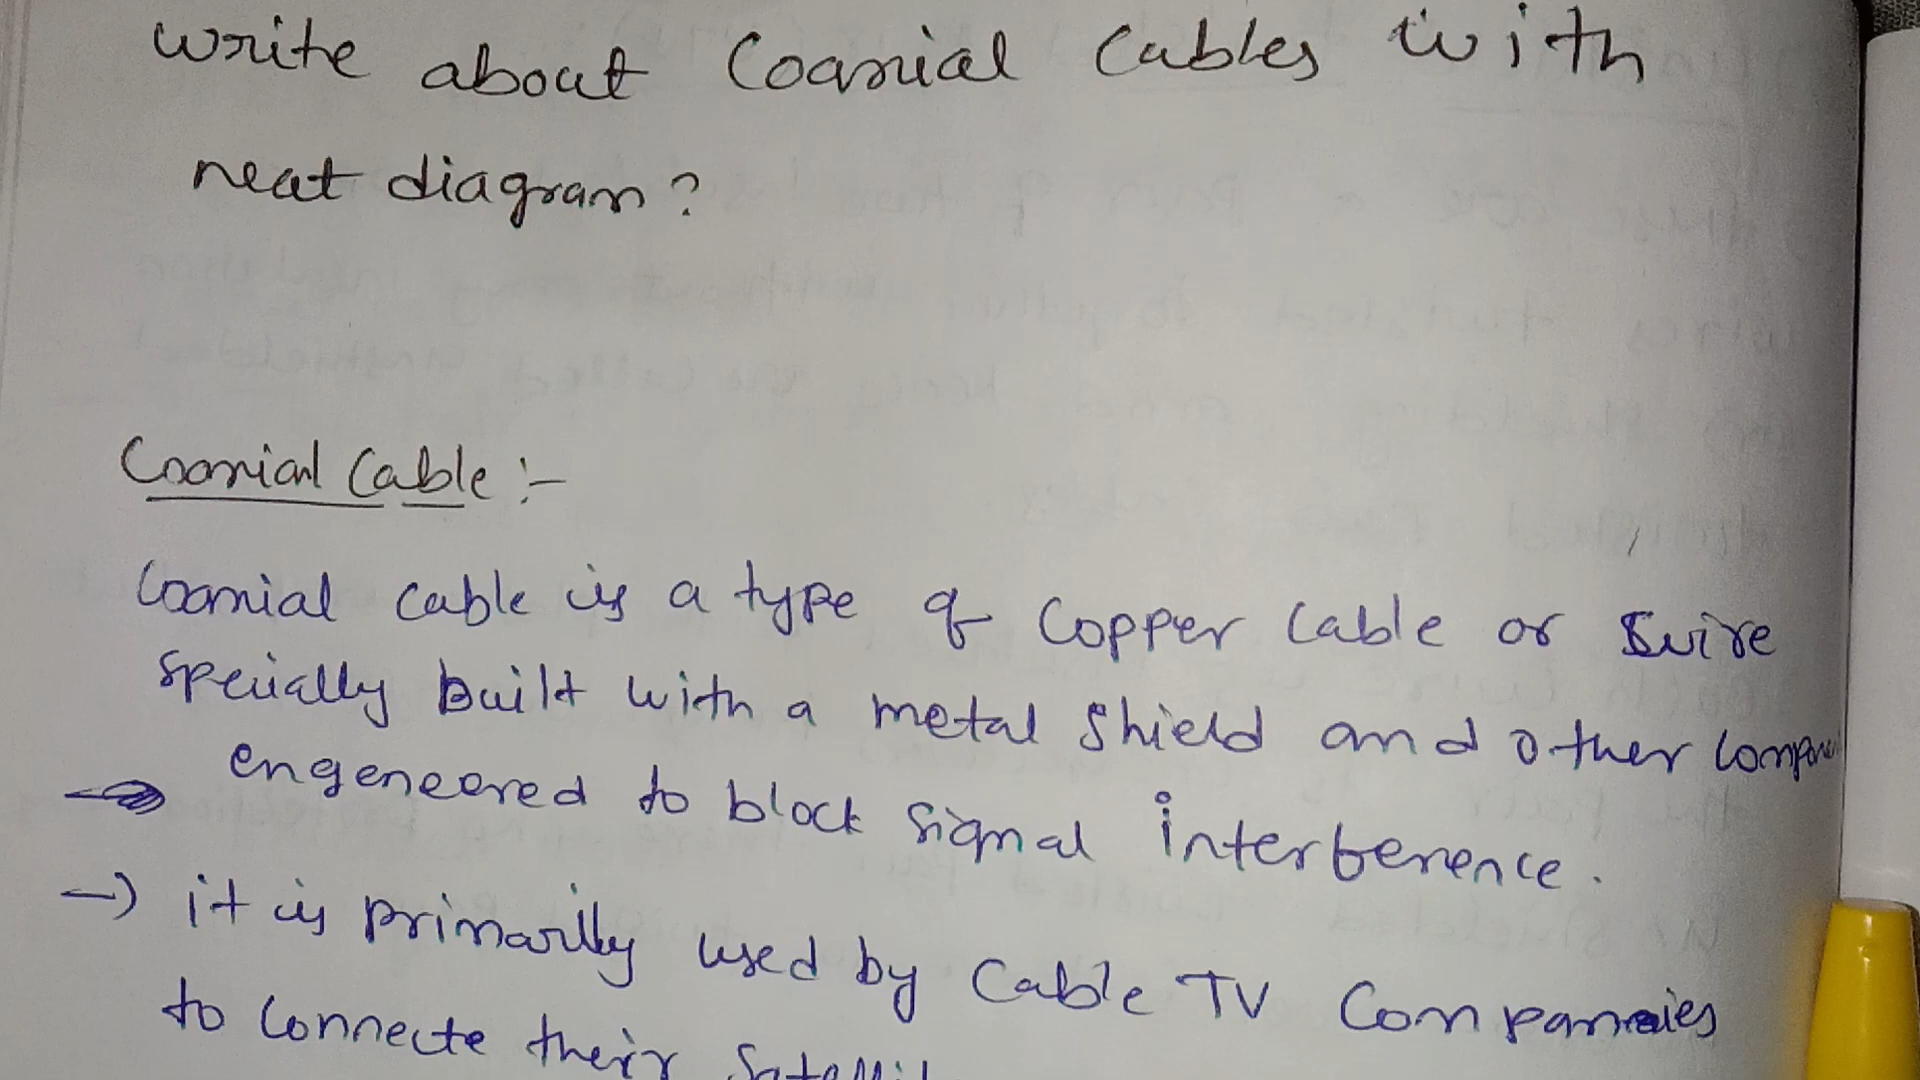 write about Coaxial Cables with
neat diagram?
Coaxial Cable :-
Coaxial cable is a type of Copper Cable or wire
specially built with a metal shield and other
engeneered to block signal interference.
→ it is primarily used by Cable TV Companies
to Connecte their